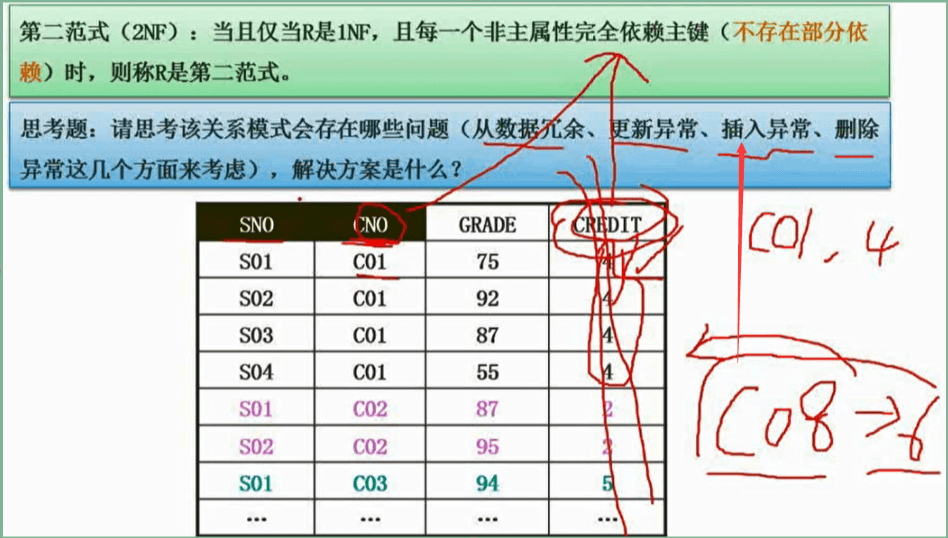 第二范式（2NF）：当且仅当R是1NF，且每一个非主属性完全依赖主键（不存在部分依
赖）时，则称R是第二范式。
思考题：请思考该关系模式会存在哪些问题（从数据冗余、更新异常、插入异常、删除
异常这几个方面来考虑），解决方案是什么？
SNO CNO GRADE CREDIT
S01 C01 75 4
S02 C01 92 4
S03 C01 87 4
S04 C01 55 4
S01 C02 87 2
S02 C02 95 2
S01 C03 94 5
… … … …
C01, 4
C08→6